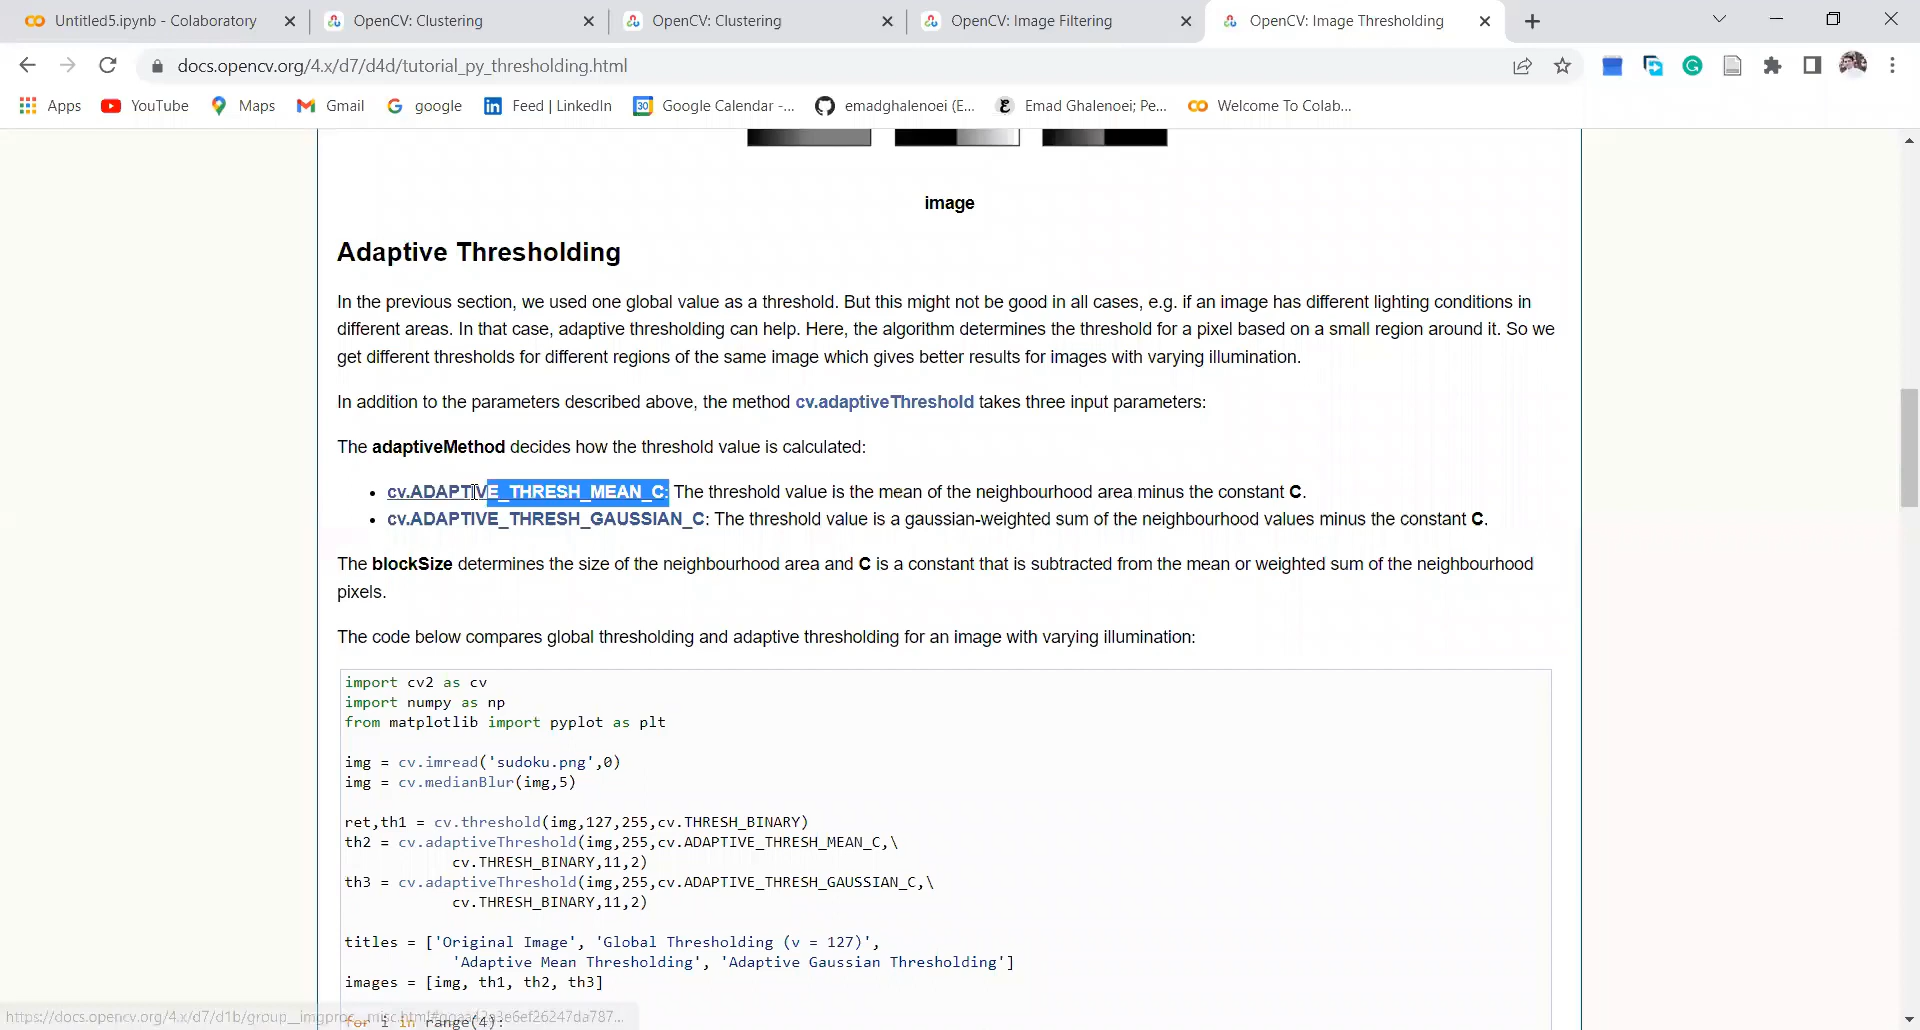 Untitled5.ipynb - Colaboratory
OpenCV: Clustering
OpenCV: Clustering
OpenCV: Image Filtering
OpenCV: Image Thresholding
docs.opencv.org/4.x/d7/d4d/tutorial_py_thresholding.html
Apps
YouTube
Maps
Gmail
google
Feed | LinkedIn
30 Google Calendar -...
emadghalenoei (E...
Emad Ghalenoei; Pe...
Welcome To Colab...
image
Adaptive Thresholding
In the previous section, we used one global value as a threshold. But this might not be good in all cases, e.g. if an image has different lighting conditions in
different areas. In that case, adaptive thresholding can help. Here, the algorithm determines the threshold for a pixel based on a small region around it. So we
get different thresholds for different regions of the same image which gives better results for images with varying illumination.
In addition to the parameters described above, the method cv.adaptiveThreshold takes three input parameters:
The adaptiveMethod decides how the threshold value is calculated:
• cv.ADAPTIVE_THRESH_MEAN_C: The threshold value is the mean of the neighbourhood area minus the constant C.
• cv.ADAPTIVE_THRESH_GAUSSIAN_C: The threshold value is a gaussian-weighted sum of the neighbourhood values minus the constant C.
The blockSize determines the size of the neighbourhood area and C is a constant that is subtracted from the mean or weighted sum of the neighbourhood
pixels.
The code below compares global thresholding and adaptive thresholding for an image with varying illumination:
import cv2 as cv
import numpy as np
from matplotlib import pyplot as plt
img = cv.imread('sudoku.png',0)
img = cv.medianBlur(img,5)
ret,th1 = cv.threshold(img,127,255,cv.THRESH_BINARY)
th2 = cv.adaptiveThreshold(img,255,cv.ADAPTIVE_THRESH_MEAN_C,\
cv.THRESH_BINARY,11,2)
th3 = cv.adaptiveThreshold(img,255,cv.ADAPTIVE_THRESH_GAUSSIAN_C,\
cv.THRESH_BINARY,11,2)
titles = ['Original Image', 'Global Thresholding (v = 127)',
'Adaptive Mean Thresholding', 'Adaptive Gaussian Thresholding']
images = [img, th1, th2, th3]
for i in range(4):